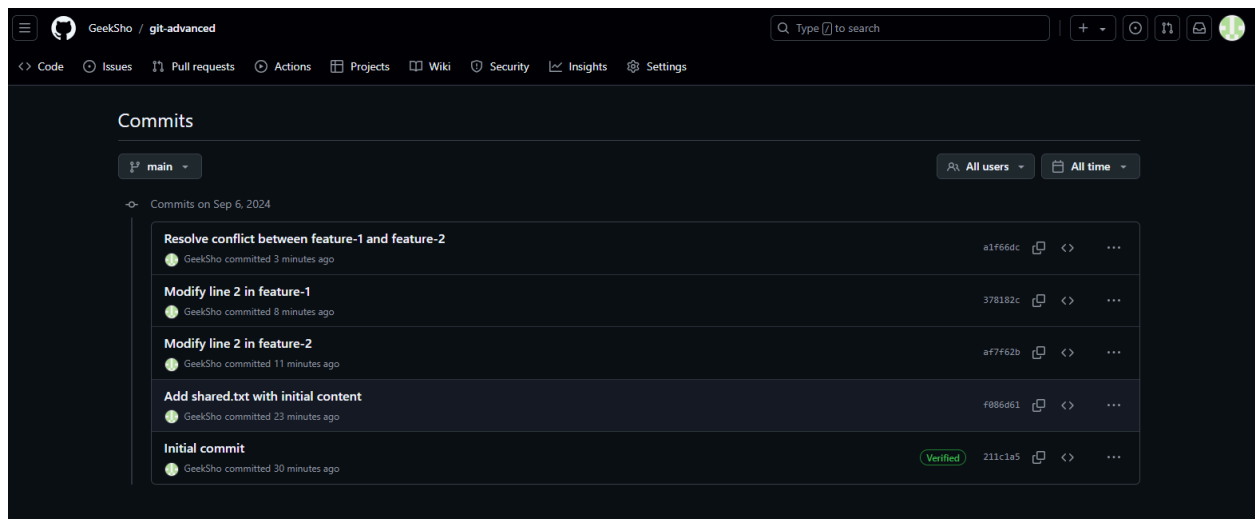 GeekSho / git-advanced
Type / to search
Code Issues Pull requests Actions Projects Wiki Security Insights Settings
Commits
main
All users All time
Commits on Sep 6, 2024
Resolve conflict between feature-1 and feature-2
GeekSho committed 3 minutes ago
a1f66dc
Modify line 2 in feature-1
GeekSho committed 8 minutes ago
378182c
Modify line 2 in feature-2
GeekSho committed 11 minutes ago
af7f62b
Add shared.txt with initial content
GeekSho committed 23 minutes ago
f086d61
Initial commit
GeekSho committed 30 minutes ago
Verified 211c1a5